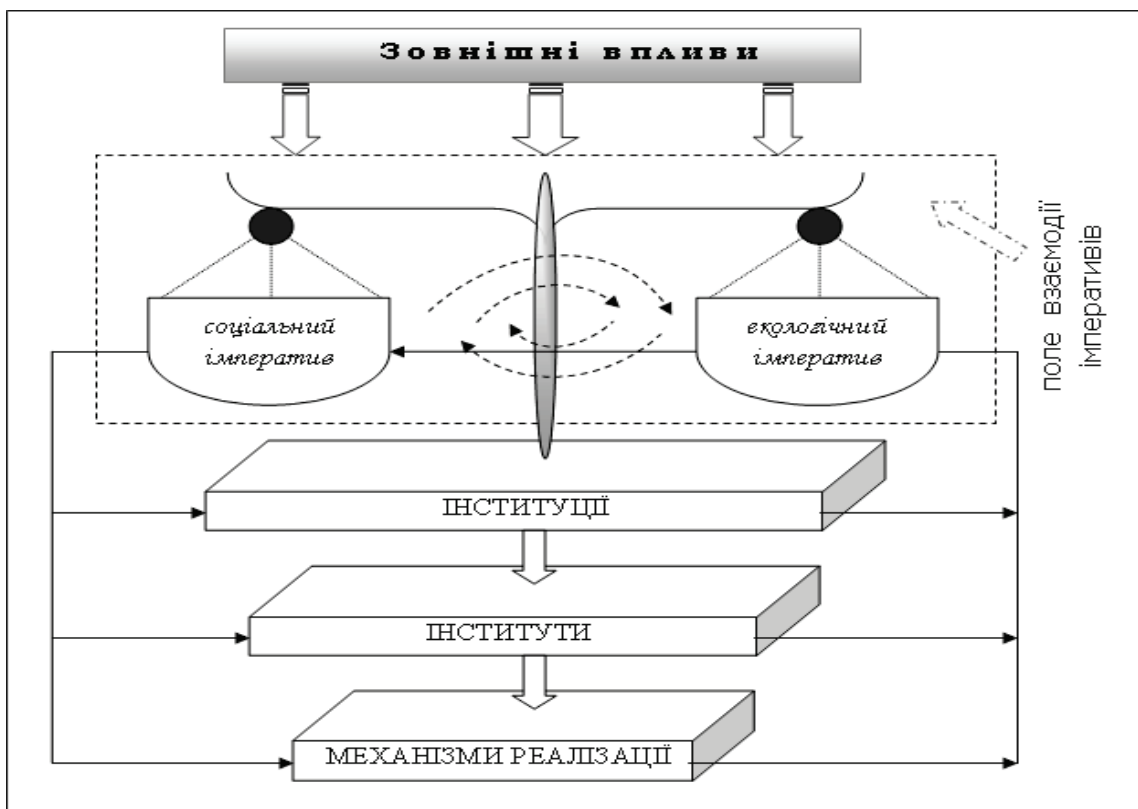 Зовнішні впливи
соціальний
імператив
екологічний
імператив
поле взаємодії
імперативів
ІНСТИТУЦІЇ
ІНСТИТУТИ
МЕХАНІЗМИ РЕАЛІЗАЦІЇ